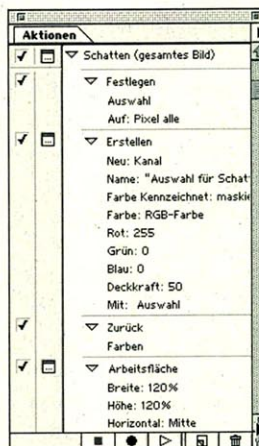 Aktionen
Schatten (gesamtes Bild)
Festlegen
Auswahl
Auf: Pixel alle
Erstellen
Neu: Kanal
Name: "Auswahl für Schat
Farbe Kennzeichnet: maskie
Farbe: RGB-Farbe
Rot: 255
Grün: 0
Blau: 0
Deckkraft: 50
Mit: Auswahl
Zurück
Farben
Arbeitsfläche
Breite: 120%
Höhe: 120%
Horizontal: Mitte